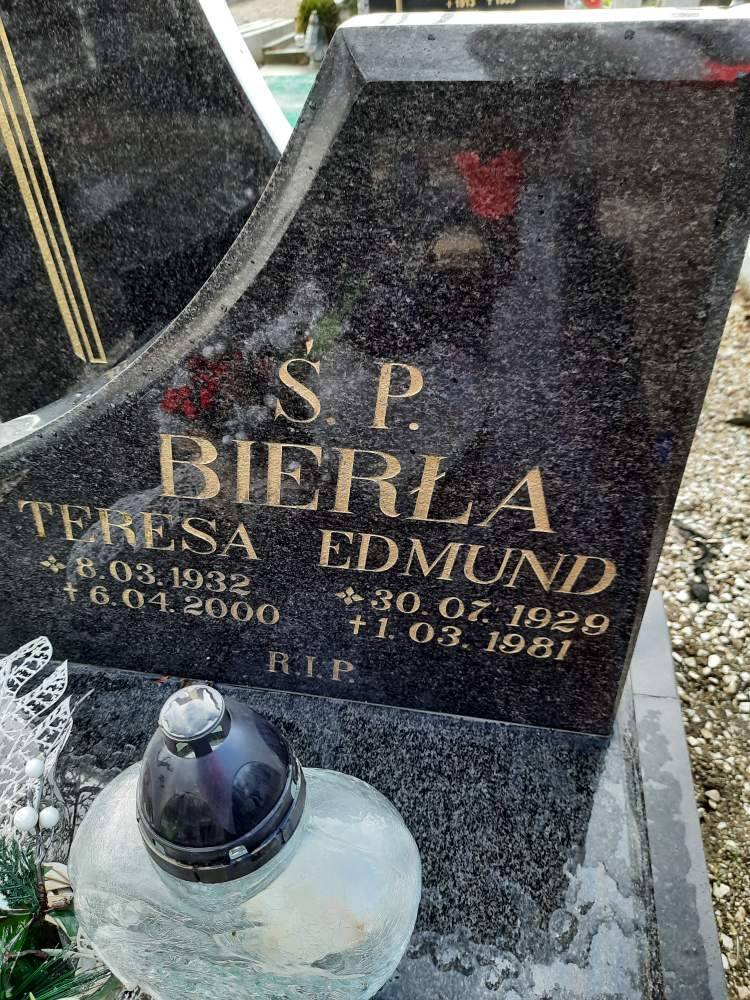 Ś. P.
BIERŁA
TERESA
8.03.1932
6.04.2000
EDMUND
30.07.1929
1.03.1981
R.I.P.